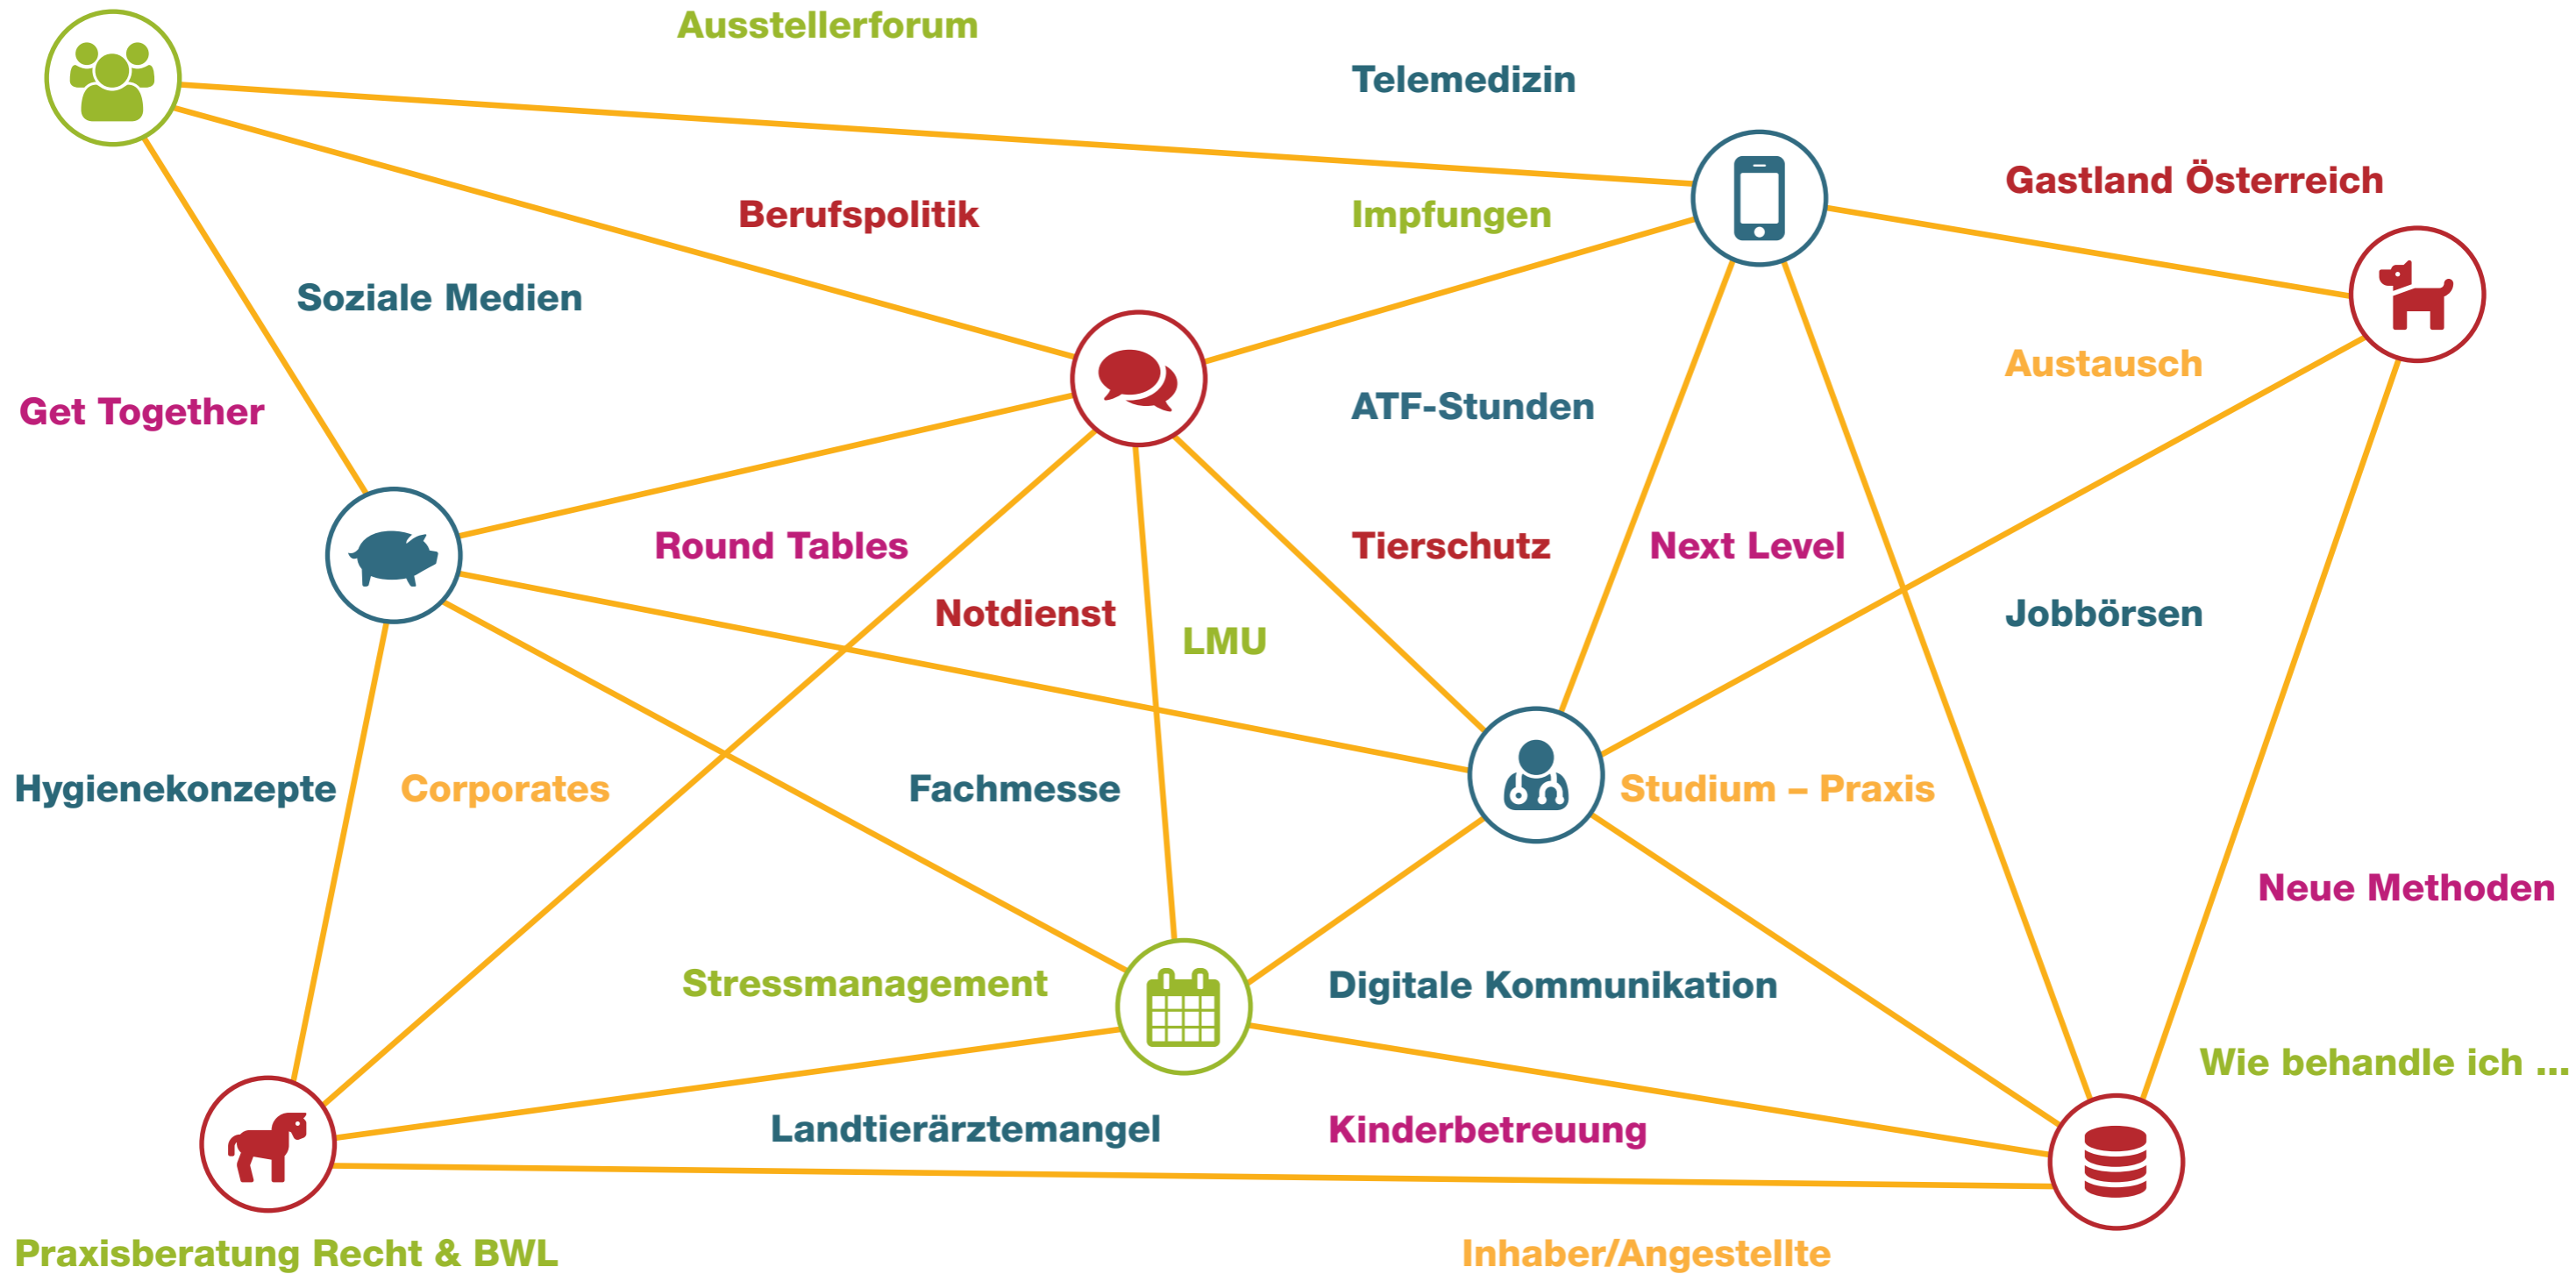 Ausstellerforum
Telemedizin
Gastland Österreich
Berufspolitik
Impfungen
Soziale Medien
Austausch
Get Together
ATF-Stunden
Round Tables
Tierschutz
Next Level
Notdienst
Jobbörsen
LMU
Hygienekonzepte
Corporates
Fachmesse
Studium – Praxis
Neue Methoden
Stressmanagement
Digitale Kommunikation
Wie behandle ich ...
Landtierärztemangel
Kinderbetreuung
Praxisberatung Recht & BWL
Inhaber/Angestellte